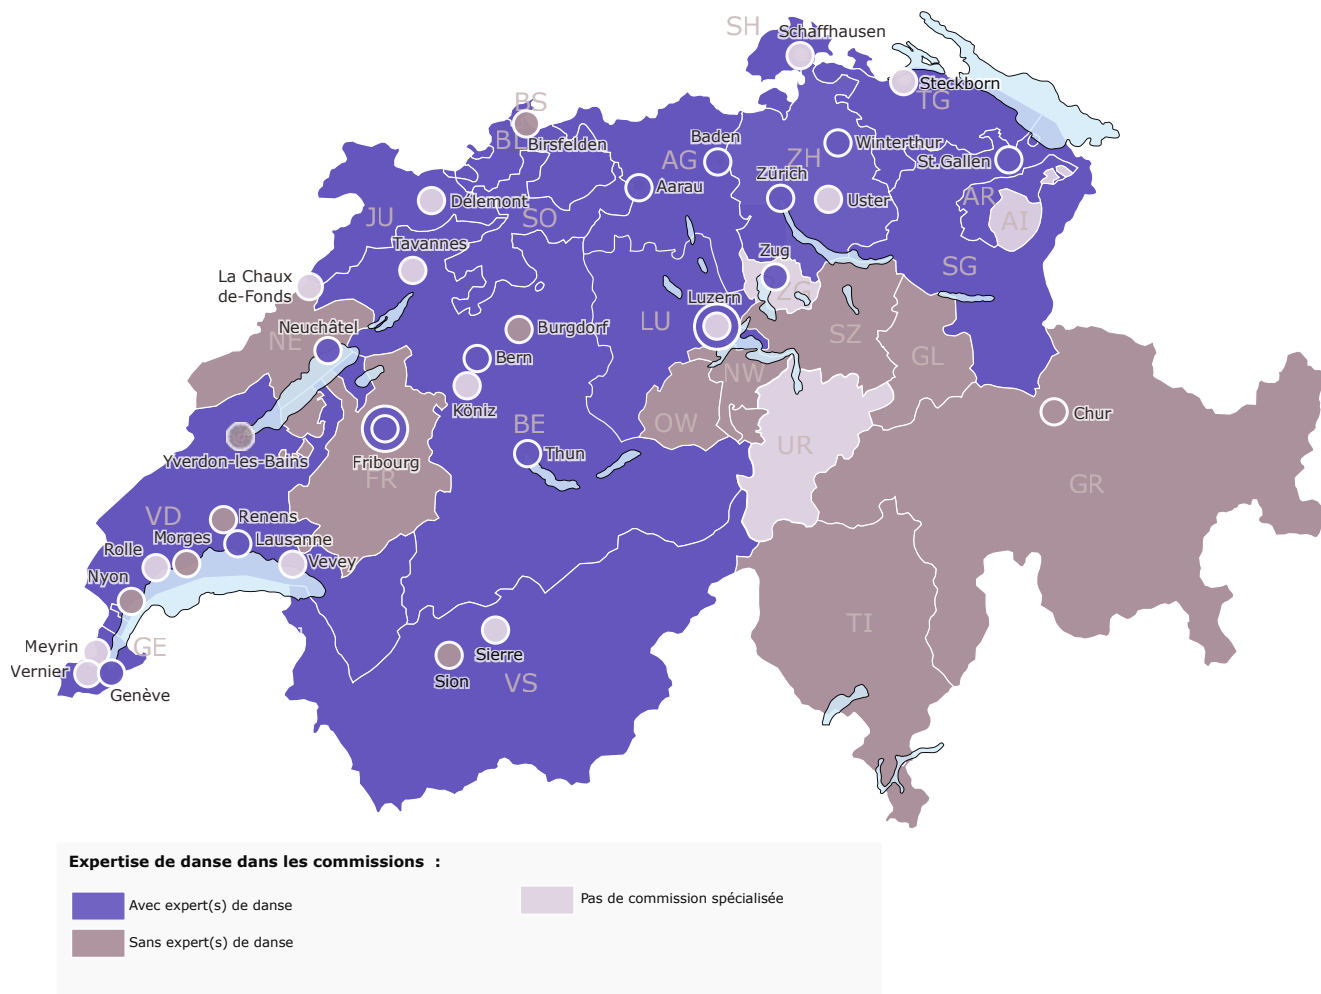 SH
Schaffhausen
Steckborn
TG
BS
BL
Birsfelden
Baden
AG
ZH
Winterthur
St.Gallen
Zürich
Aarau
Uster
AR
AI
Délemont
JU
SO
Tavannes
Zug
SG
La Chaux
de-Fonds
ZG
Luzern
Neuchâtel
NE
Burgdorf
LU
SZ
Bern
GL
NW
Köniz
Chur
BE
OW
Thun
UR
Yverdon-les-Bains
Fribourg
FR
GR
VD
Renens
Morges
Lausanne
Rolle
Vevey
Nyon
TI
Meyrin
GE
Sierre
Vernier
Sion
VS
Genève
Expertise de danse dans les commissions :
Avec expert(s) de danse
Pas de commission spécialisée
Sans expert(s) de danse